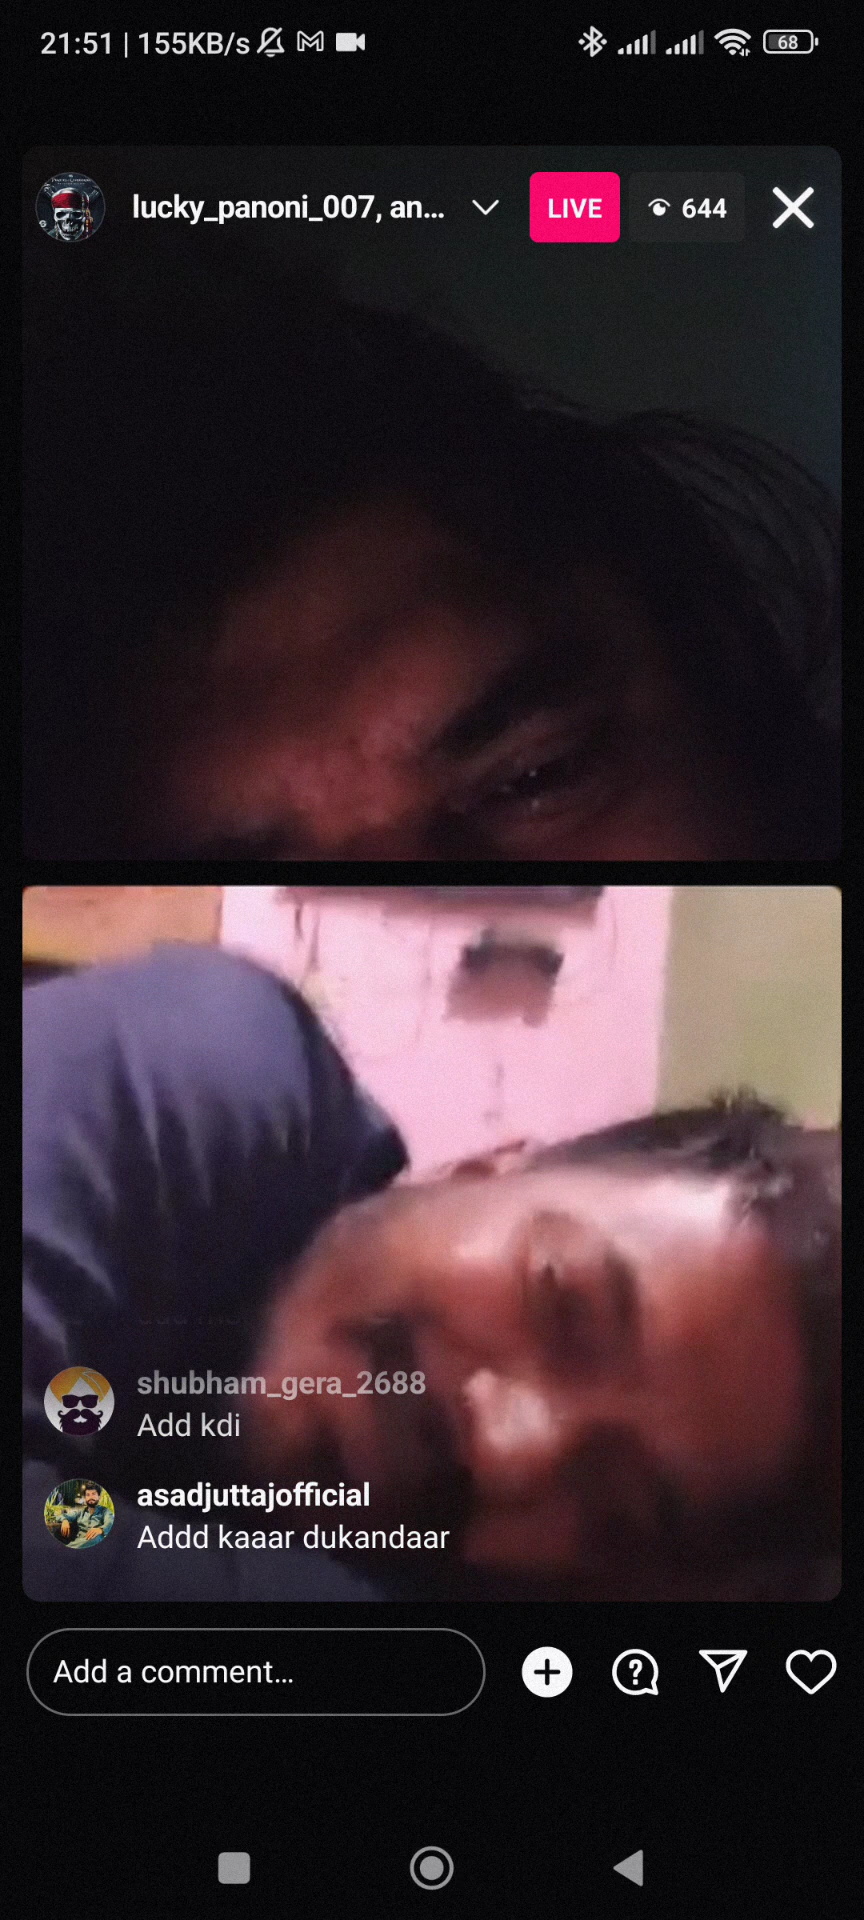 21:51 | 155KB/s
68
lucky_panoni_007, an...
LIVE
644
shubham_gera_2688
Add kdi
asadjuttajofficial
Addd kaaar dukandaar
Add a comment...